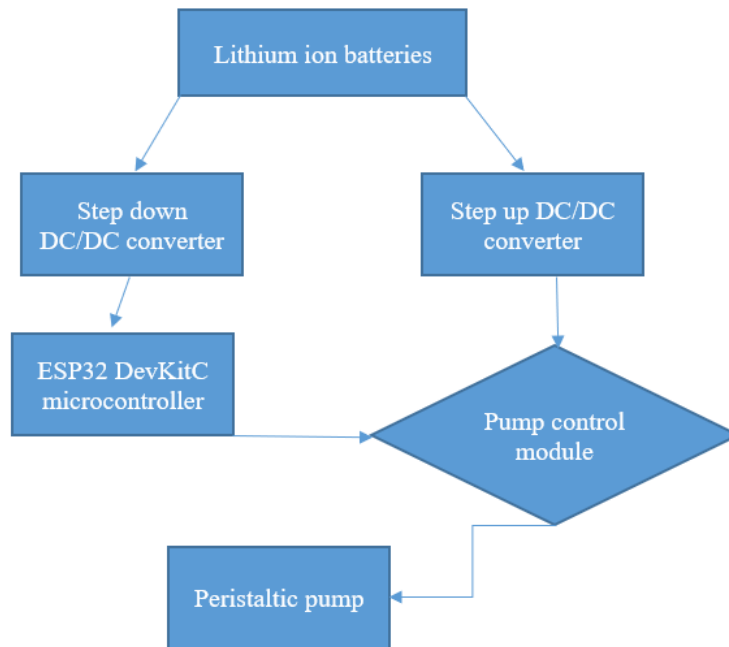 Lithium ion batteries
Step down
DC/DC converter
Step up DC/DC
converter
ESP32 DevKitC
microcontroller
Pump control
module
Peristaltic pump